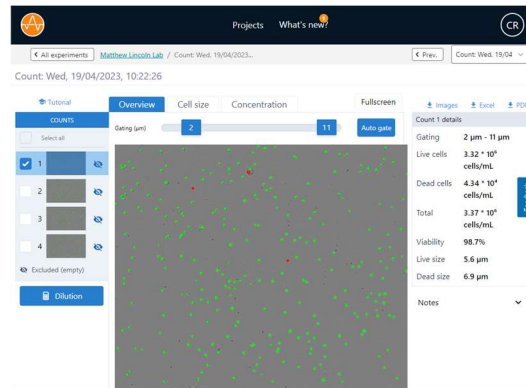 Projects What's new? 1
CR
< All experiments Matthew Lincoln Lab / Count: Wed, 19/04/2023...
< Prev. Count: Wed, 19/04
Count: Wed, 19/04/2023, 10:22:26
Tutorial
COUNTS
Select all
1
2
3
4
Excluded (empty)
Dilution
Overview Cell size Concentration Fullscreen
Gating (µm) 2 11 Auto gate
Images Excel PDF
Count 1 details
Gating 2 µm - 11 µm
Live cells 3.32 * 10⁶
cells/mL
Dead cells 4.34 * 10⁴
cells/mL
Total 3.37 * 10⁶
cells/mL
Viability 98.7%
Live size 5.6 µm
Dead size 6.9 µm
Notes